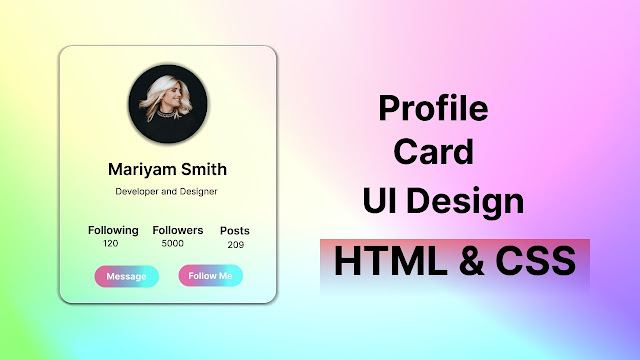 Mariyam Smith
Developer and Designer
Following Followers Posts
120 5000 209
Message Follow Me
Profile
Card
UI Design
HTML & CSS